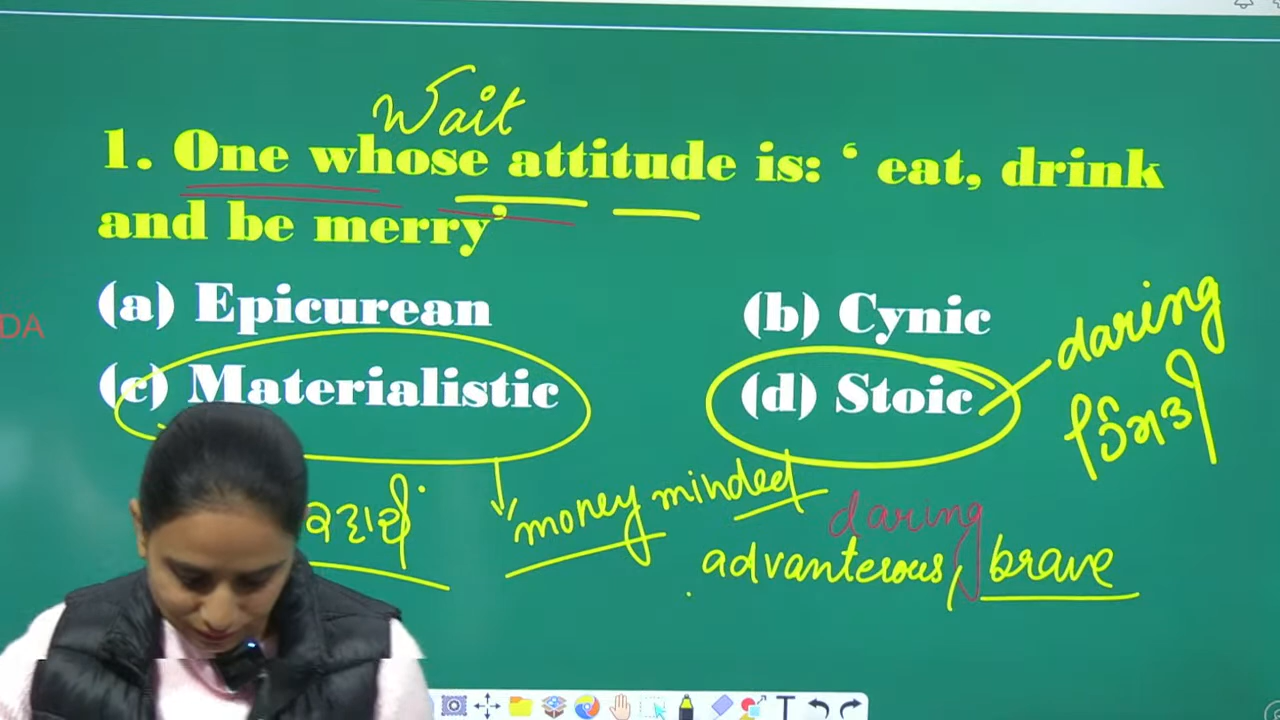 Wait
1. One whose attitude is: ‘ eat, drink
and be merry’
(a) Epicurean
(b) Cynic
daring
DA
(c) Materialistic
(d) Stoic
money minded
daring
advanterous, brave
T